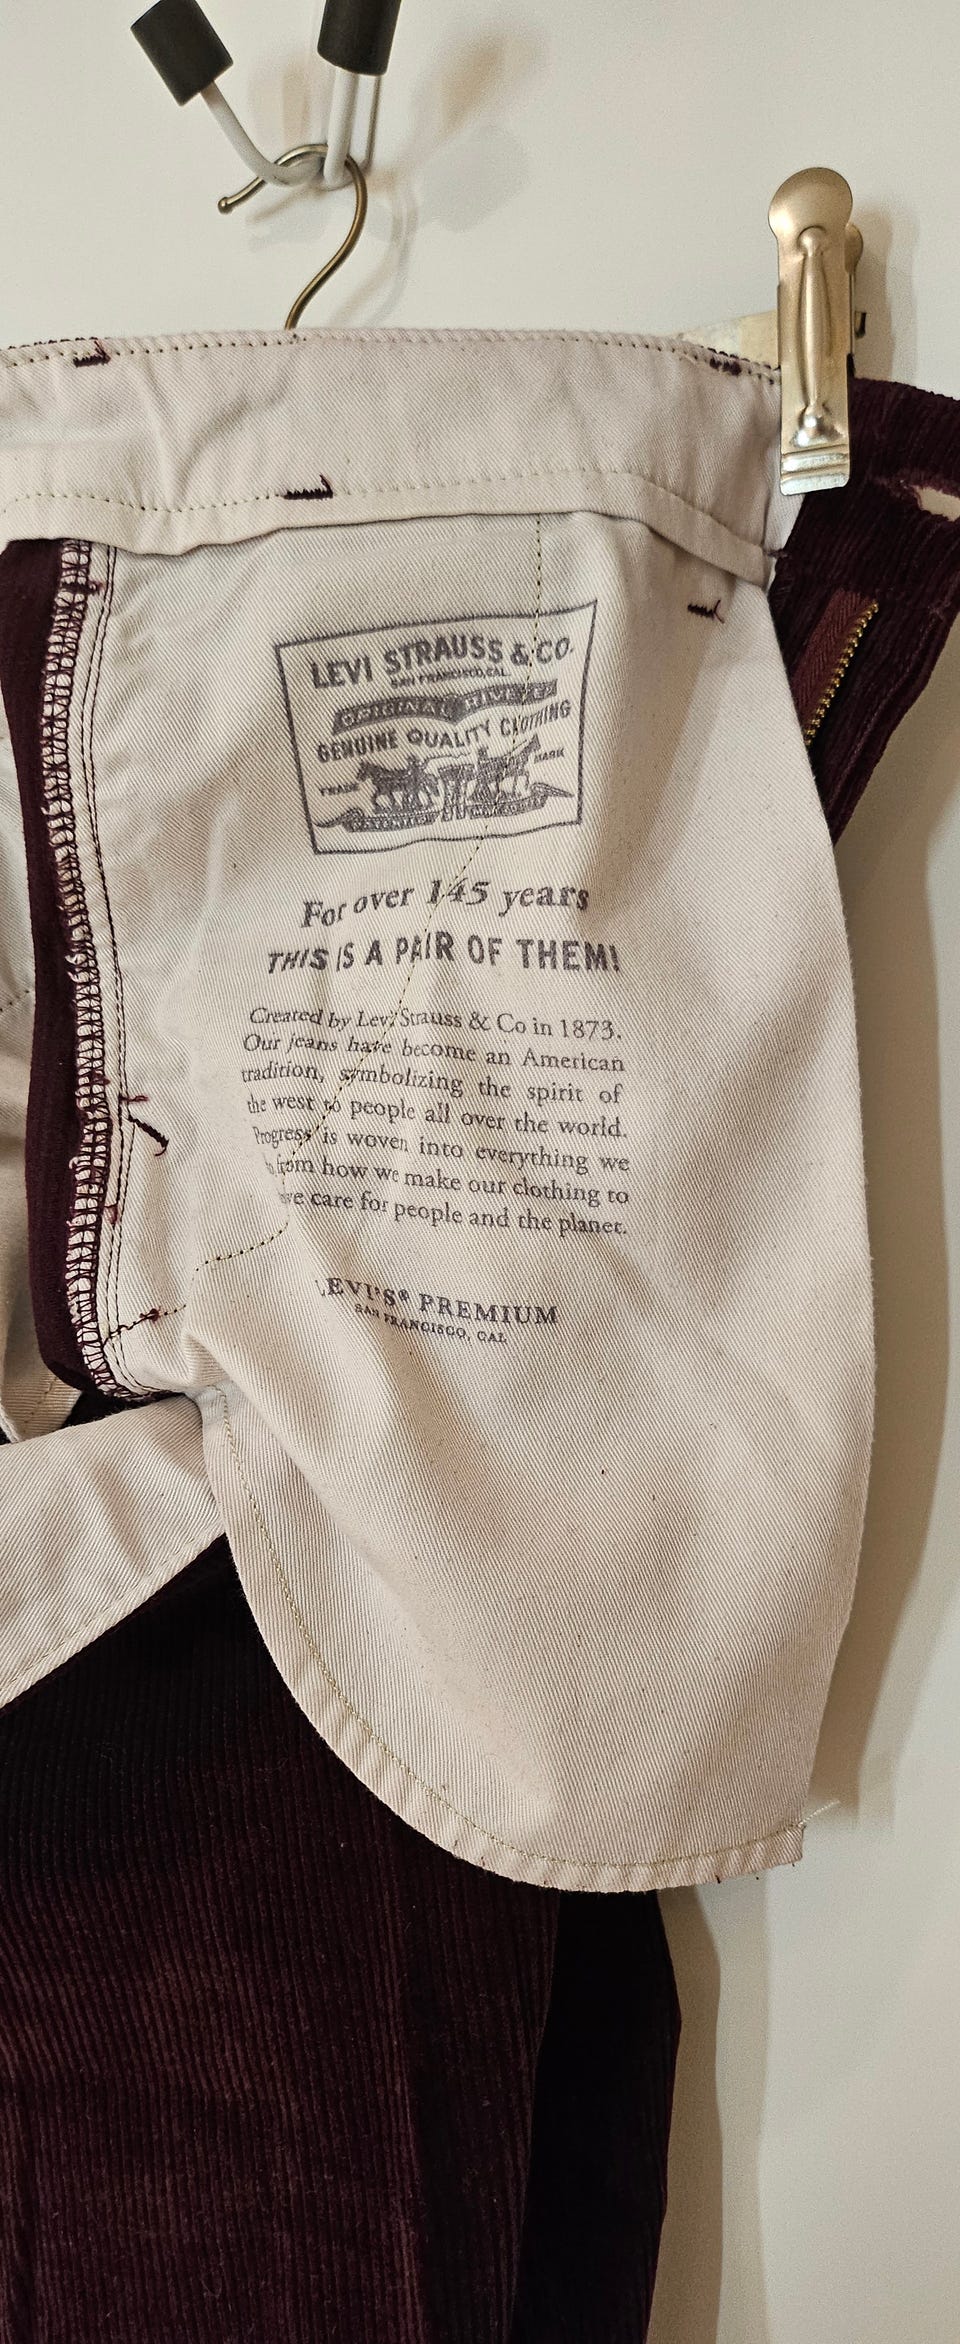 LEVI STRAUSS & CO.
SAN FRANCISCO, CAL.
ORIGINAL RIVETED
GENUINE QUALITY CLOTHING
TRADE MARK
For over 145 years
THIS IS A PAIR OF THEM!
Created by Levi Strauss & Co in 1873.
Our jeans have become an American
tradition, symbolizing the spirit of
the west to people all over the world.
Progress is woven into everything we
from how we make our clothing to
we care for people and the planet.
LEVI'S® PREMIUM
SAN FRANCISCO, CAL